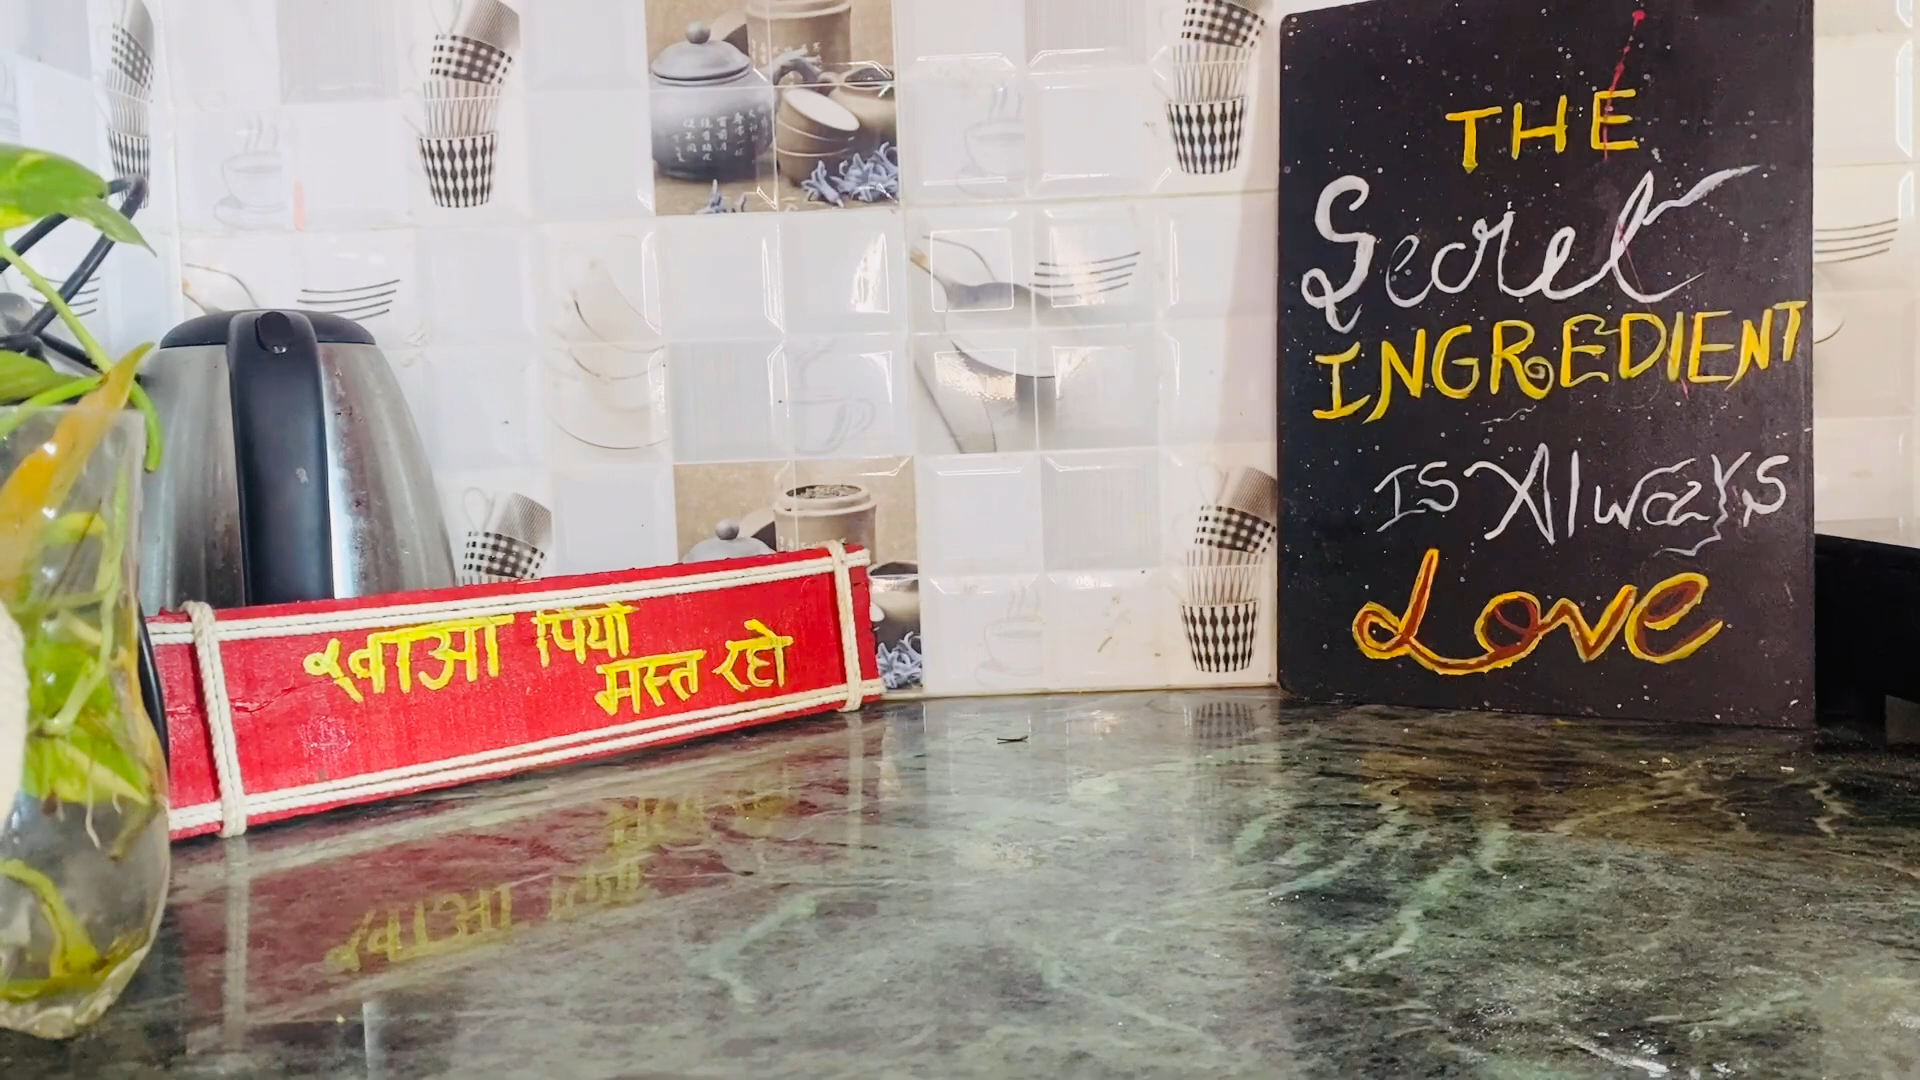 खाओ पियो
मस्त रहो
THE
Secret
INGREDIENT
IS Always
Love